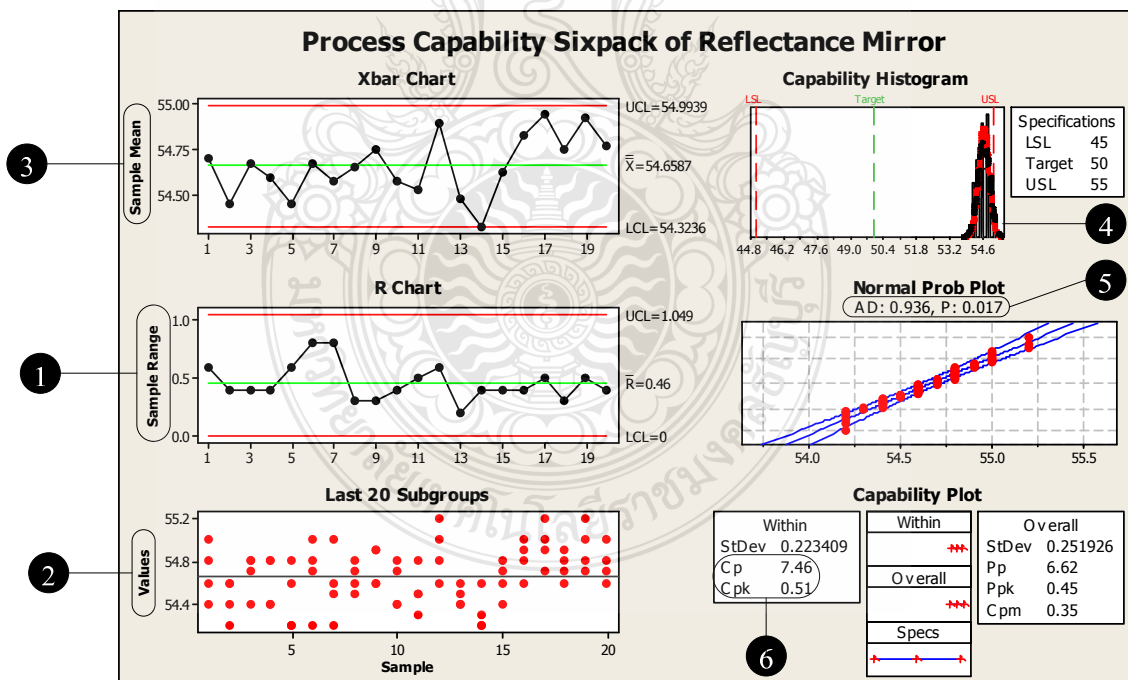 Process Capability Sixpack of Reflectance Mirror
Xbar Chart
Sample Mean
55.00
54.75
54.50
UCL=54.9939
X=54.6587
LCL=54.3236
1 3 5 7 9 11 13 15 17 19
3
Capability Histogram
LSL Target USL
44.8 46.2 47.6 49.0 50.4 51.8 53.2 54.6
Specifications
LSL 45
Target 50
USL 55
4
R Chart
Sample Range
1.0
0.5
0.0
UCL=1.049
R=0.46
LCL=0
1 3 5 7 9 11 13 15 17 19
1
Normal Prob Plot
AD: 0.936, P: 0.017
54.0 54.5 55.0 55.5
5
Last 20 Subgroups
Values
55.2
54.8
54.4
5 10 15 20
Sample
2
Capability Plot
Within
StDev 0.223409
Cp 7.46
Cpk 0.51
6
Within
Overall
Specs
Overall
StDev 0.251926
Pp 6.62
Ppk 0.45
Cpm 0.35